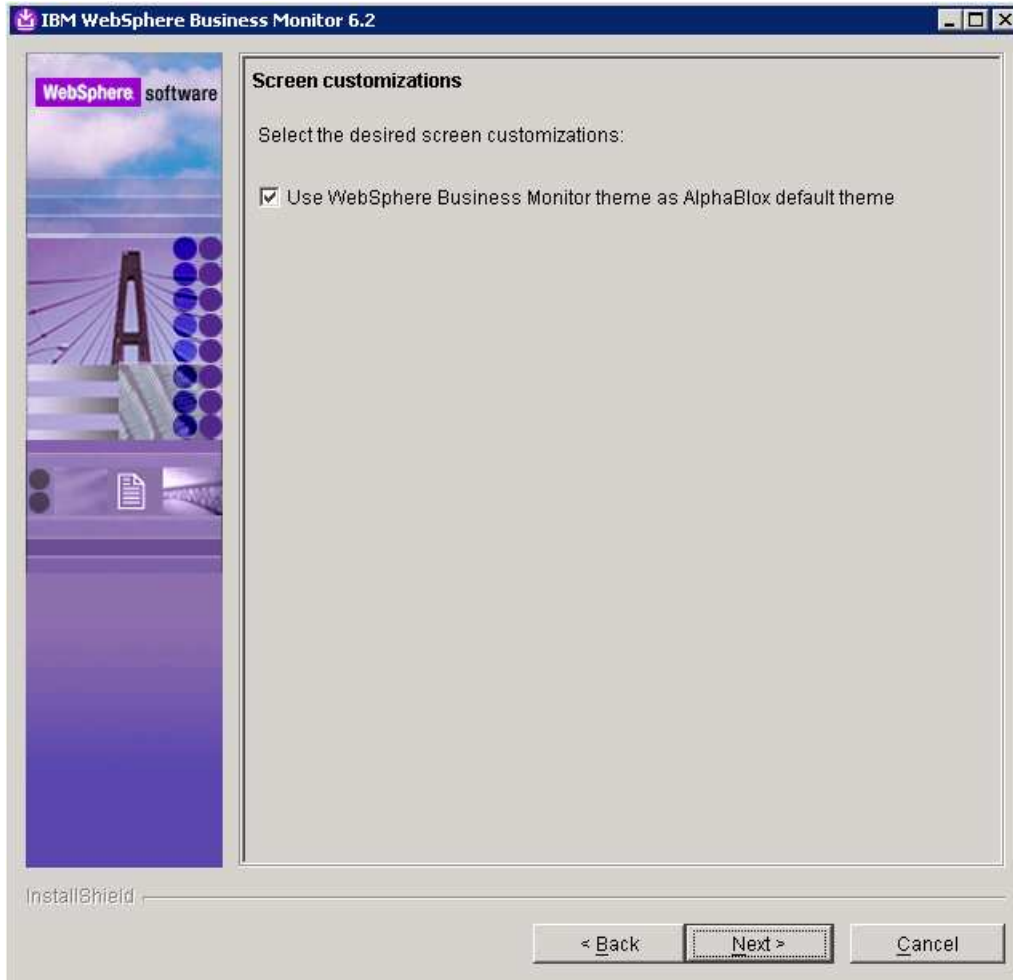 IBM WebSphere Business Monitor 6.2
WebSphere software
Screen customizations
Select the desired screen customizations:
Use WebSphere Business Monitor theme as AlphaBlox default theme
InstallShield
< Back
Next >
Cancel